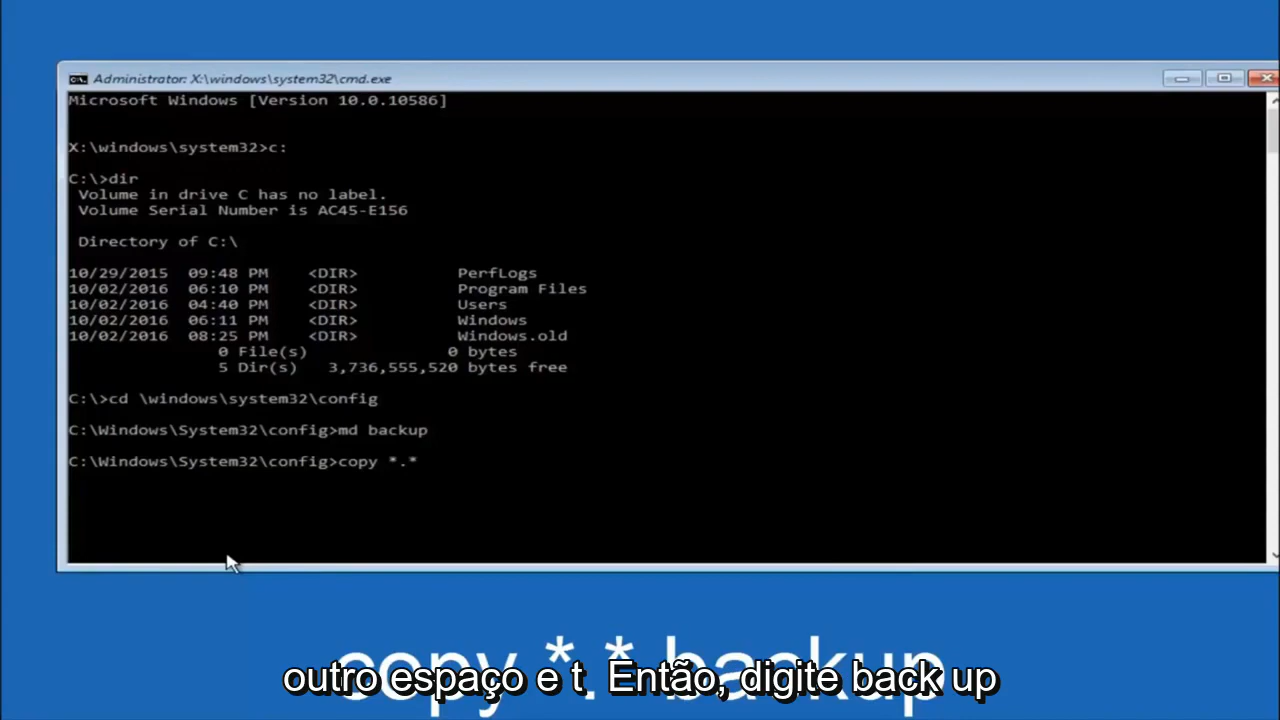 Administrator: X:\windows\system32\cmd.exe
Microsoft Windows [Version 10.0.10586]
X:\windows\system32>c:
C:\>dir
Volume in drive C has no label.
Volume Serial Number is AC45-E156
Directory of C:\
10/29/2015 09:48 PM <DIR> PerfLogs
10/02/2016 06:10 PM <DIR> Program Files
10/02/2016 04:40 PM <DIR> Users
10/02/2016 06:11 PM <DIR> Windows
10/02/2016 08:25 PM <DIR> Windows.old
0 File(s) 0 bytes
5 Dir(s) 3,736,555,520 bytes free
C:\>cd \windows\system32\config
C:\Windows\System32\config>md backup
C:\Windows\System32\config>copy *.*
copy *.* backup
outro espaço e t. Então, digite back up